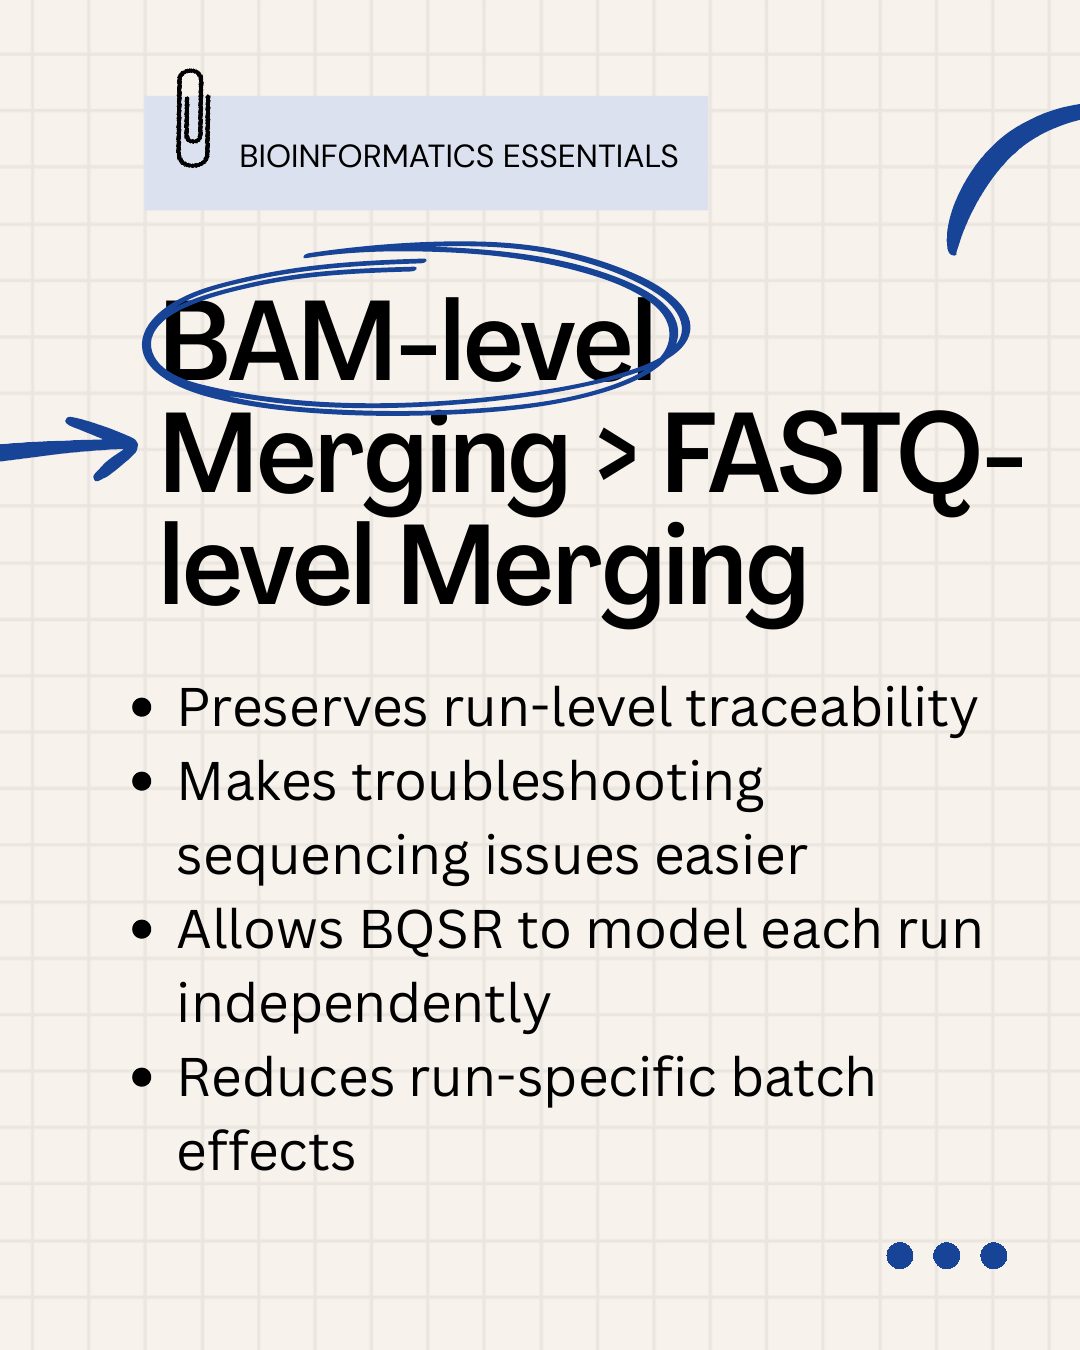 BIOINFORMATICS ESSENTIALS
BAM-level
Merging > FASTQ-
level Merging
• Preserves run-level traceability
• Makes troubleshooting
sequencing issues easier
• Allows BQSR to model each run
independently
• Reduces run-specific batch
effects